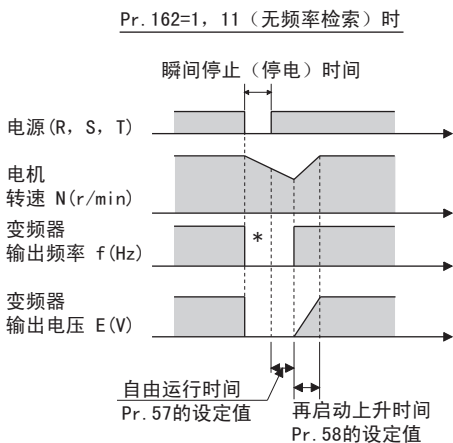 Pr.162=1，11（无频率检索）时
瞬间停止（停电）时间
电源(R，S，T)
电机
转速 N(r/min)
变频器
输出频率 f(Hz)
*
变频器
输出电压 E(V)
自由运行时间
Pr.57的设定值
再启动上升时间
Pr.58的设定值